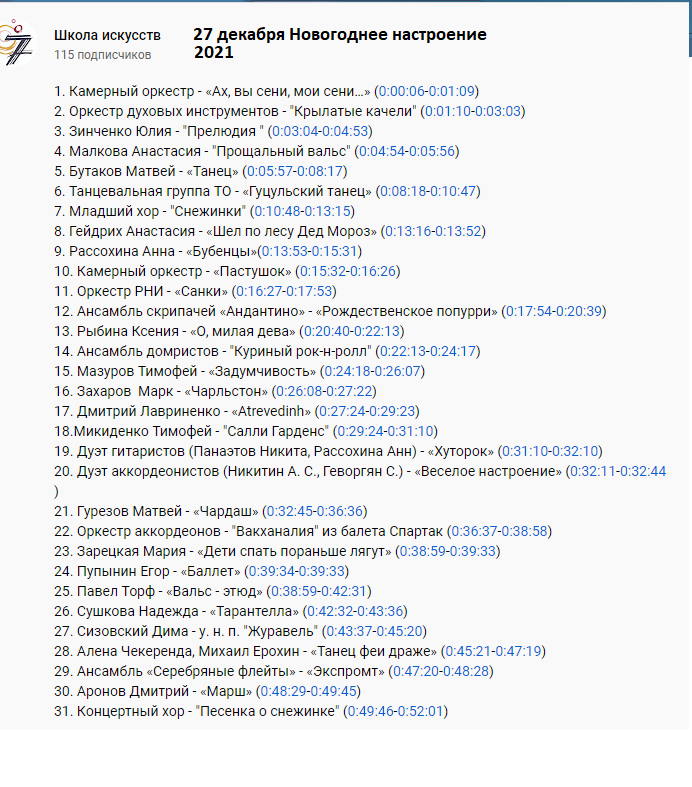 Школа искусств
27 декабря Новогоднее настроение
115 подписчиков
2021
1. Камерный оркестр - «Ах, вы сени, мои сени…» (0:00:06-0:01:09)
2. Оркестр духовых инструментов - "Крылатые качели" (0:01:10-0:03:03)
3. Зинченко Юлия - "Прелюдия " (0:03:04-0:04:53)
4. Малкова Анастасия - "Прощальный вальс" (0:04:54-0:05:56)
5. Бутаков Матвей - «Танец» (0:05:57-0:08:17)
6. Танцевальная группа ТО - «Гуцульский танец» (0:08:18-0:10:47)
7. Младший хор - "Снежинки" (0:10:48-0:13:15)
8. Гейдрих Анастасия - «Шел по лесу Дед Мороз» (0:13:16-0:13:52)
9. Рассохина Анна - «Бубенцы»(0:13:53-0:15:31)
10. Камерный оркестр - «Пастушок» (0:15:32-0:16:26)
11. Оркестр РНИ - «Санки» (0:16:27-0:17:53)
12. Ансамбль скрипачей «Андантино» - «Рождественское попурри» (0:17:54-0:20:39)
13. Рыбина Ксения - «О, милая дева» (0:20:40-0:22:13)
14. Ансамбль домристов - "Куриный рок-н-ролл" (0:22:13-0:24:17)
15. Мазуров Тимофей - «Задумчивость» (0:24:18-0:26:07)
16. Захаров  Марк - «Чарльстон» (0:26:08-0:27:22)
17. Дмитрий Лавриненко - «Atrevedinh» (0:27:24-0:29:23)
18.Микиденко Тимофей - "Салли Гарденс" (0:29:24-0:31:10)
19. Дуэт гитаристов (Панаэтов Никита, Рассохина Анн) - «Хуторок» (0:31:10-0:32:10)
20. Дуэт аккордеонистов (Никитин А. С., Геворгян С.) - «Веселое настроение» (0:32:11-0:32:44
)
21. Гурезов Матвей - «Чардаш» (0:32:45-0:36:36)
22. Оркестр аккордеонов - "Вакханалия" из балета Спартак (0:36:37-0:38:58)
23. Зарецкая Мария - «Дети спать пораньше лягут» (0:38:59-0:39:33)
24. Пупынин Егор - «Баллет» (0:39:34-0:39:33)
25. Павел Торф - «Вальс - этюд» (0:38:59-0:42:31)
26. Сушкова Надежда - «Тарантелла» (0:42:32-0:43:36)
27. Сизовский Дима - у. н. п. "Журавель" (0:43:37-0:45:20)
28. Алена Чекеренда, Михаил Ерохин - «Танец феи драже» (0:45:21-0:47:19)
29. Ансамбль «Серебряные флейты» - «Экспромт» (0:47:20-0:48:28)
30. Аронов Дмитрий - «Марш» (0:48:29-0:49:45)
31. Концертный хор - "Песенка о снежинке" (0:49:46-0:52:01)